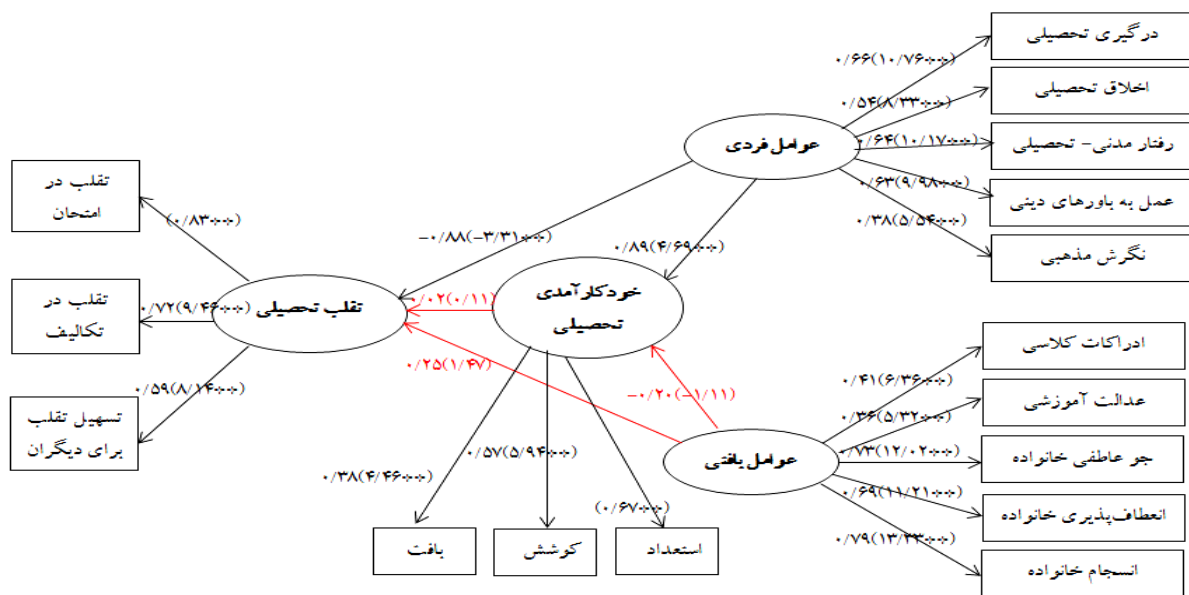 درگیری تحصیلی
۰/۶۶(۱۰/۷۶**)
اخلاق تحصیلی
۰/۵۴(۸/۳۳**)
رفتار مدنی- تحصیلی
۰/۶۴(۱۰/۱۷**)
عوامل فردی
عمل به باورهای دینی
۰/۶۳(۹/۹۸**)
نگرش مذهبی
۰/۳۸(۵/۵۴**)
تقلب در
امتحان
(۰/۸۳**)
-۰/۸۸(-۳/۳۱**)
۰/۸۹(۴/۶۹**)
خودکارآمدی
تحصیلی
۰/۰۲(۰/۱۱)
تقلب تحصیلی
تقلب در
تکالیف
۰/۷۲(۹/۴۶**)
۰/۲۵(۱/۴۷)
-۰/۲۰(-۱/۱۱)
ادراکات کلاسی
۰/۴۱(۶/۳۶**)
عدالت آموزشی
۰/۳۶(۵/۳۲**)
۰/۵۹(۸/۱۴**)
تسهیل تقلب
برای دیگران
عوامل بافتی
۰/۷۳(۱۲/۰۲**)
جو عاطفی خانواده
۰/۶۹(۱۱/۲۱**)
انعطاف‌پذیری خانواده
۰/۷۹(۱۳/۲۳**)
انسجام خانواده
۰/۳۸(۴/۴۶**)
۰/۵۷(۵/۹۴**)
(۰/۶۷**)
استعداد
کوشش
بافت